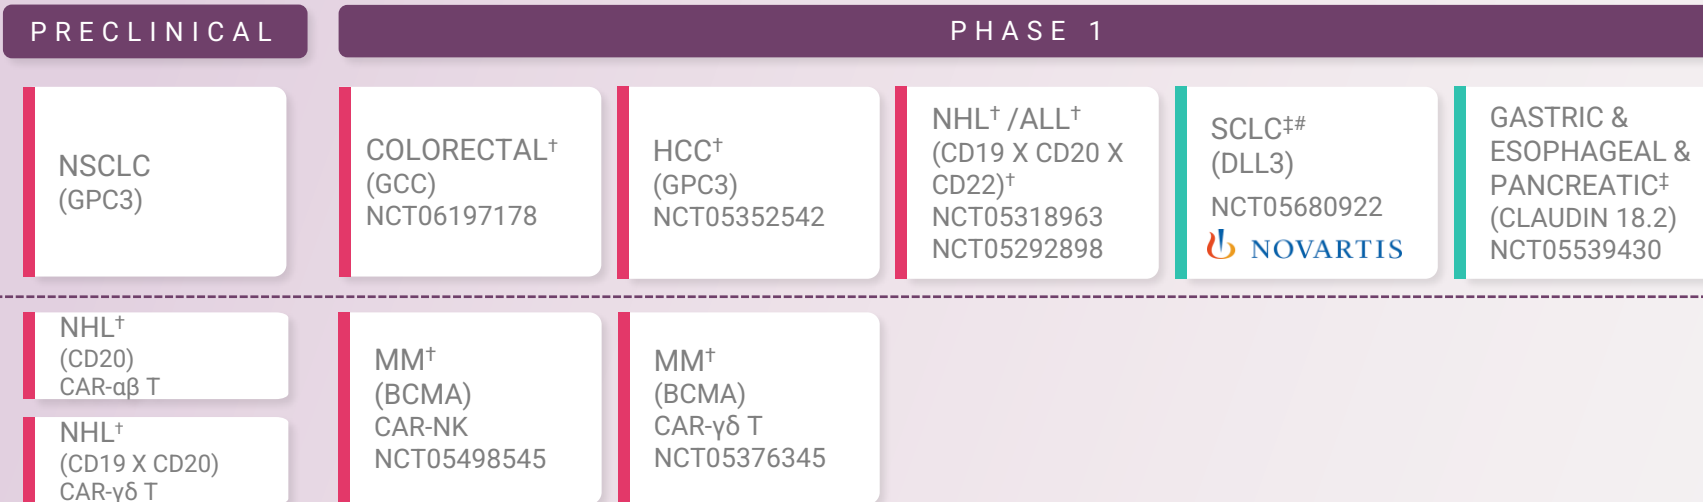 PRECLINICAL
PHASE 1
NSCLC
(GPC3)
COLORECTAL†
(GCC)
NCT06197178
HCC†
(GPC3)
NCT05352542
NHL† /ALL†
(CD19 X CD20 X
CD22)†
NCT05318963
NCT05292898
SCLC‡#
(DLL3)
NCT05680922
NOVARTIS
GASTRIC &
ESOPHAGEAL &
PANCREATIC‡
(CLAUDIN 18.2)
NCT05539430
NHL†
(CD20)
CAR-αβ T
NHL†
(CD19 X CD20)
CAR-γδ T
MM†
(BCMA)
CAR-NK
NCT05498545
MM†
(BCMA)
CAR-γδ T
NCT05376345